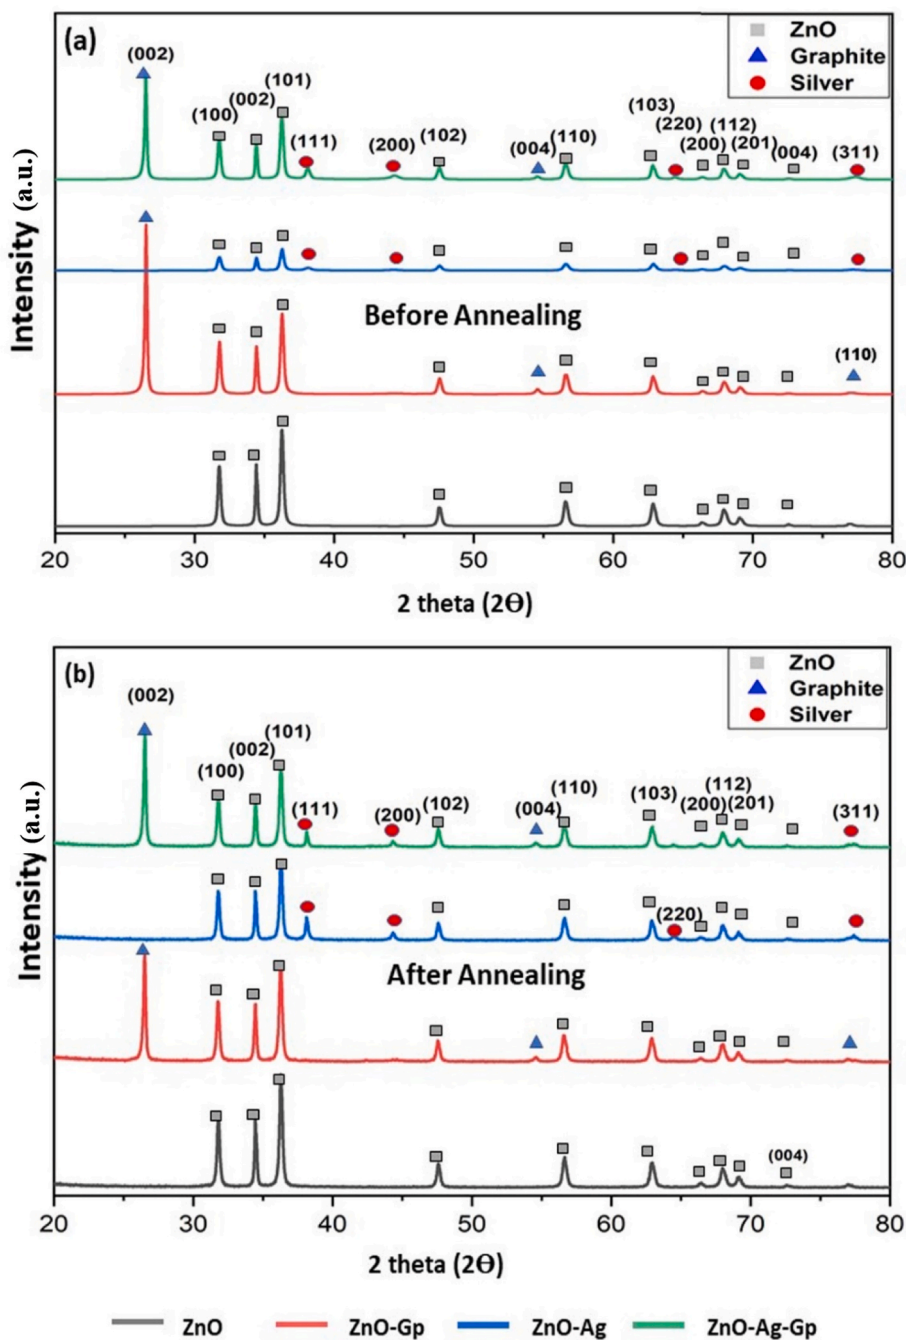 (a)
ZnO
Graphite
Silver
(002)
(100)
(002)
(101)
(111)
(200)
(102)
(004)
(110)
(103)
(220)
(200)
(112)
(201)
(004)
(311)
Before Annealing
(110)
Intensity (a.u.)
20 30 40 50 60 70 80
2 theta (2Θ)
(b)
ZnO
Graphite
Silver
(002)
(100)
(002)
(101)
(111)
(200)
(102)
(004)
(110)
(103)
(200)
(112)
(201)
(311)
(220)
After Annealing
(004)
Intensity (a.u.)
20 30 40 50 60 70 80
2 theta (2Θ)
ZnO ZnO-Gp ZnO-Ag ZnO-Ag-Gp